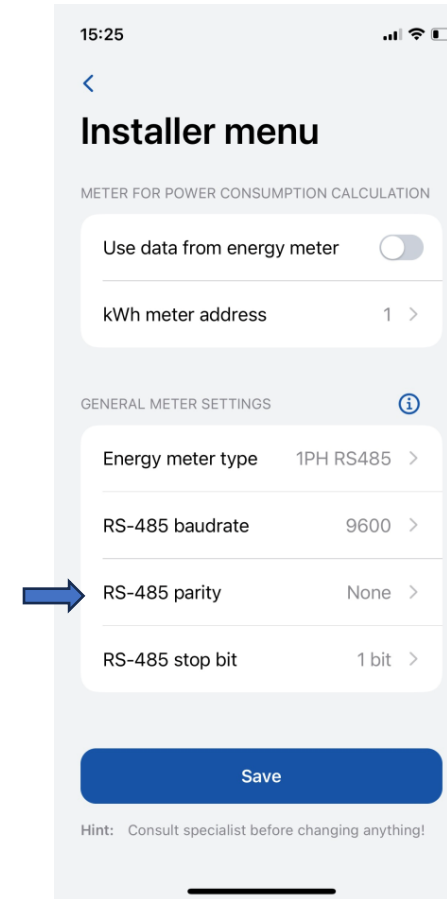 15:25
Installer menu
METER FOR POWER CONSUMPTION CALCULATION
Use data from energy meter
kWh meter address 1
GENERAL METER SETTINGS
Energy meter type 1PH RS485
RS-485 baudrate 9600
RS-485 parity None
RS-485 stop bit 1 bit
Save
Hint: Consult specialist before changing anything!